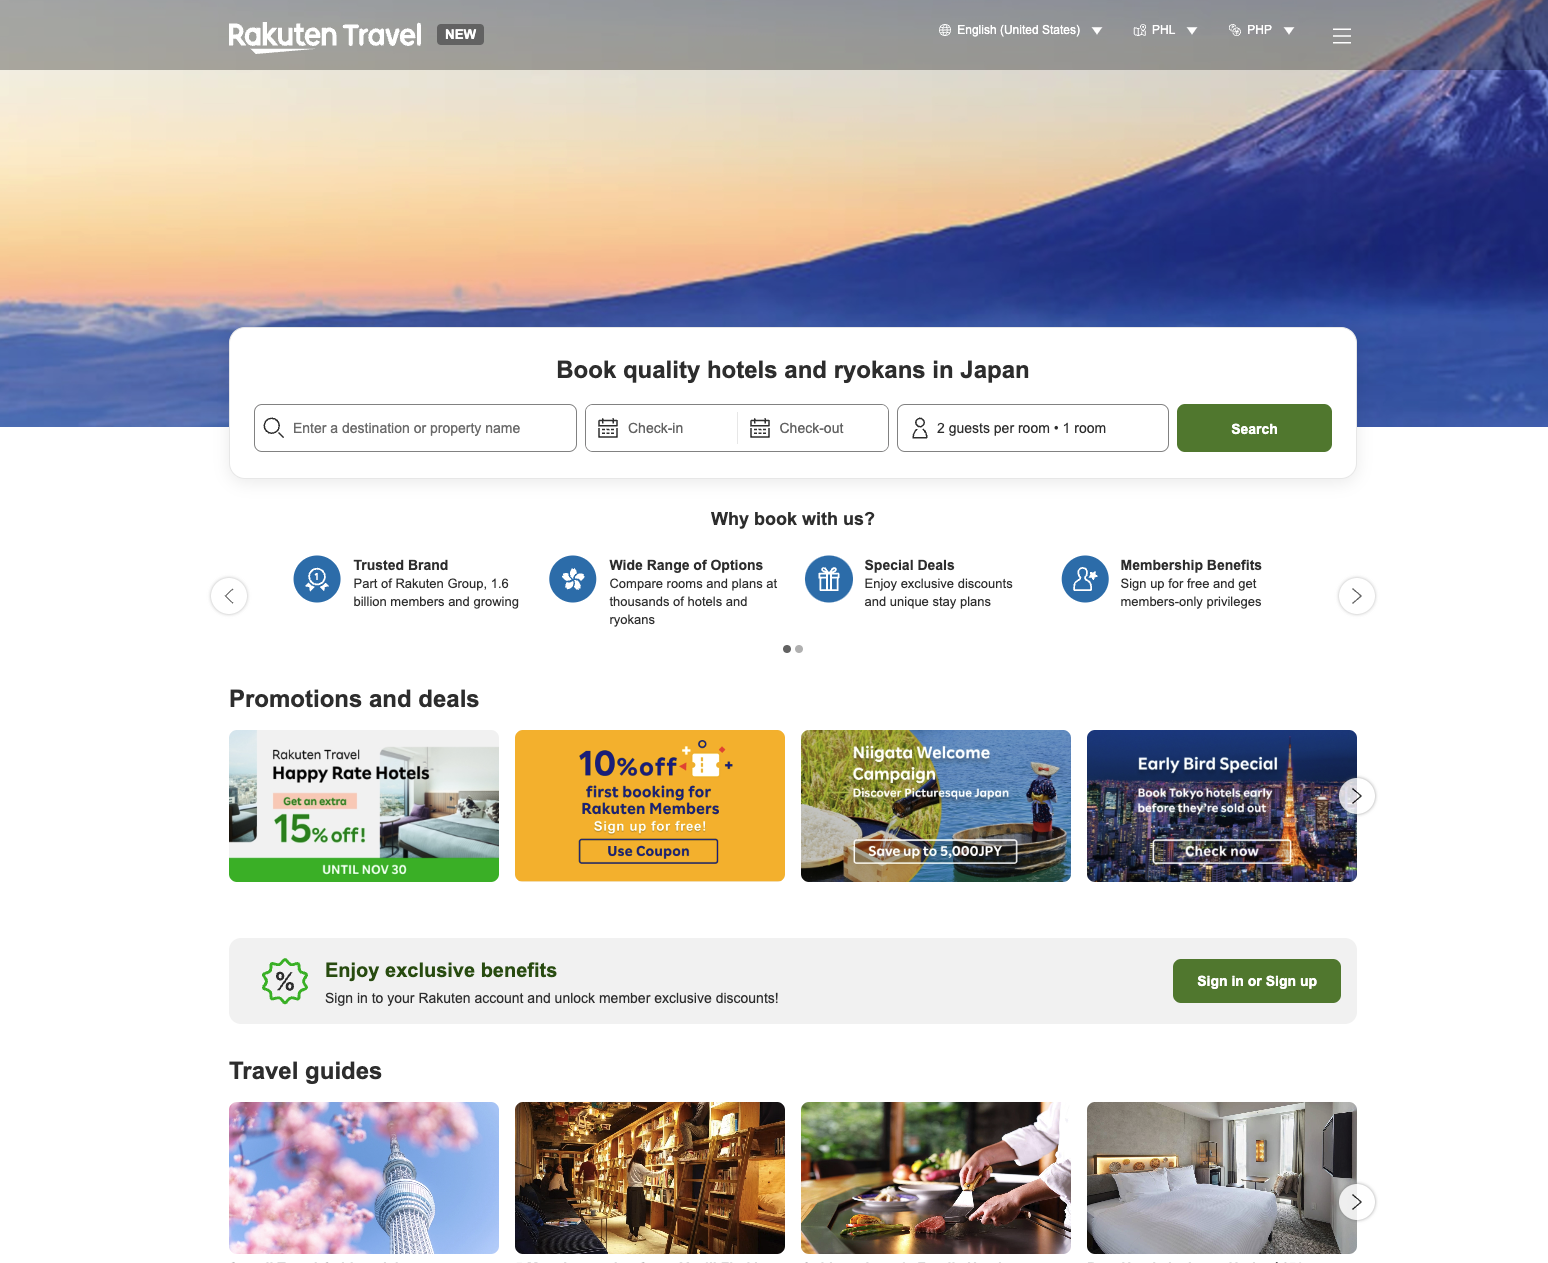 Rakuten Travel NEW
English (United States) PHL PHP
Book quality hotels and ryokans in Japan
Enter a destination or property name
Check-in
Check-out
2 guests per room • 1 room
Search
Why book with us?
Trusted Brand
Part of Rakuten Group, 1.6
billion members and growing
Wide Range of Options
Compare rooms and plans at
thousands of hotels and
ryokans
Special Deals
Enjoy exclusive discounts
and unique stay plans
Membership Benefits
Sign up for free and get
members-only privileges
Promotions and deals
Rakuten Travel
Happy Rate Hotels
Get an extra
15% off!
UNTIL NOV 30
10%off
first booking for
Rakuten Members
Sign up for free!
Use Coupon
Niigata Welcome
Campaign
Discover Picturesque Japan
Save up to 5,000JPY
Early Bird Special
Book Tokyo hotels early
before they're sold out
Check now
%
Enjoy exclusive benefits
Sign in to your Rakuten account and unlock member exclusive discounts!
Sign in or Sign up
Travel guides